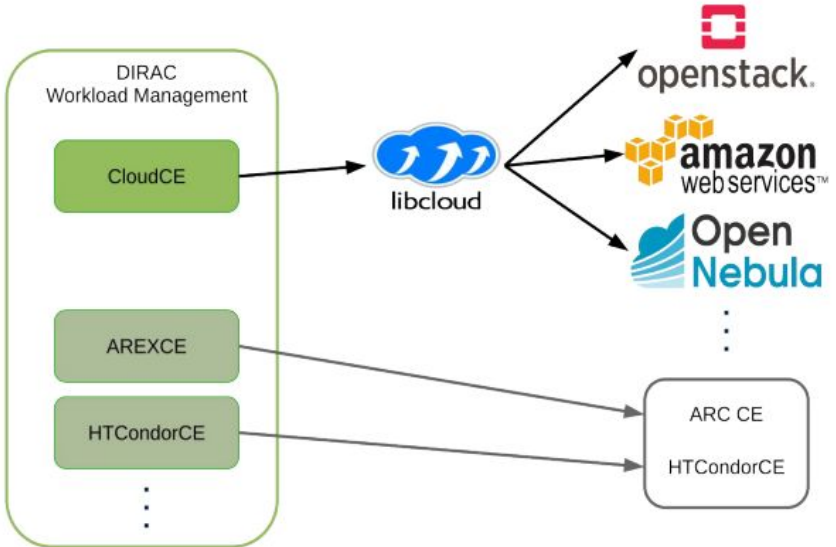 DIRAC
Workload Management
CloudCE
AREXCE
HTCondorCE
libcloud
openstack.
amazon
web services™
Open
Nebula
ARC CE
HTCondorCE